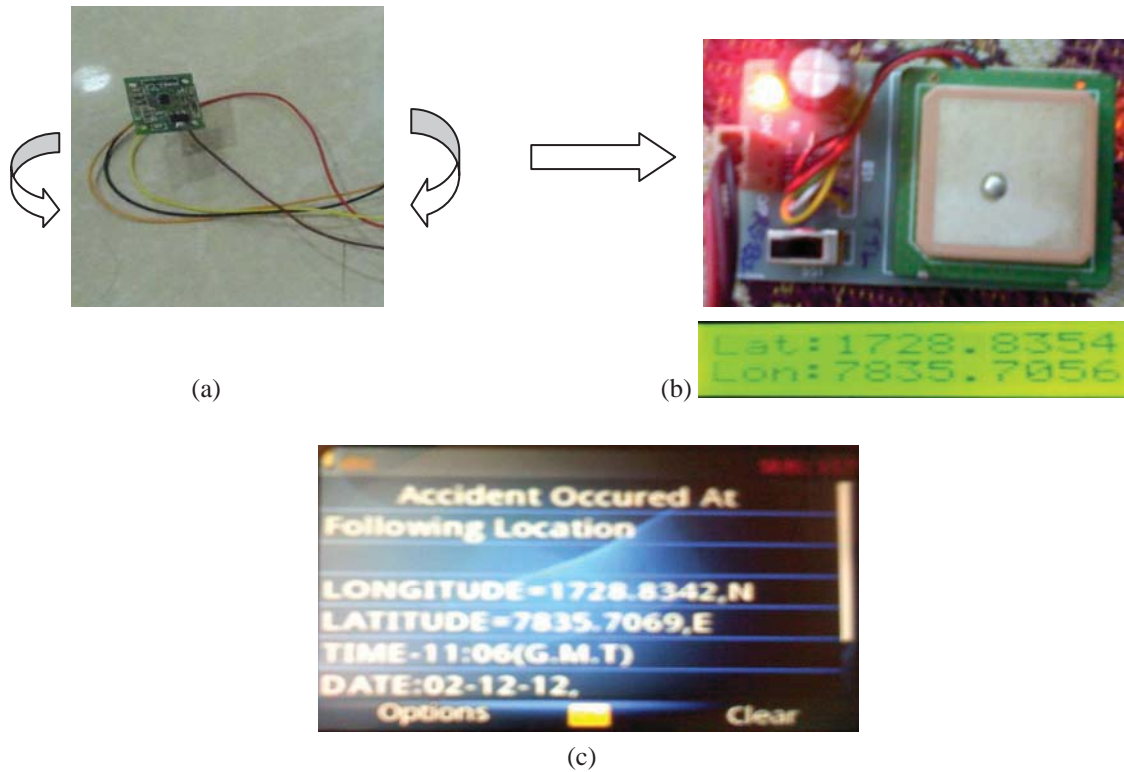 TTL
Lat:1728.8354
Lon:7835.7056
(a)
(b)
Accident Occured At
Following Location
LONGITUDE=1728.8342,N
LATITUDE=7835.7069,E
TIME-11:06(G.M.T)
DATE:02-12-12,
Options
Clear
(c)